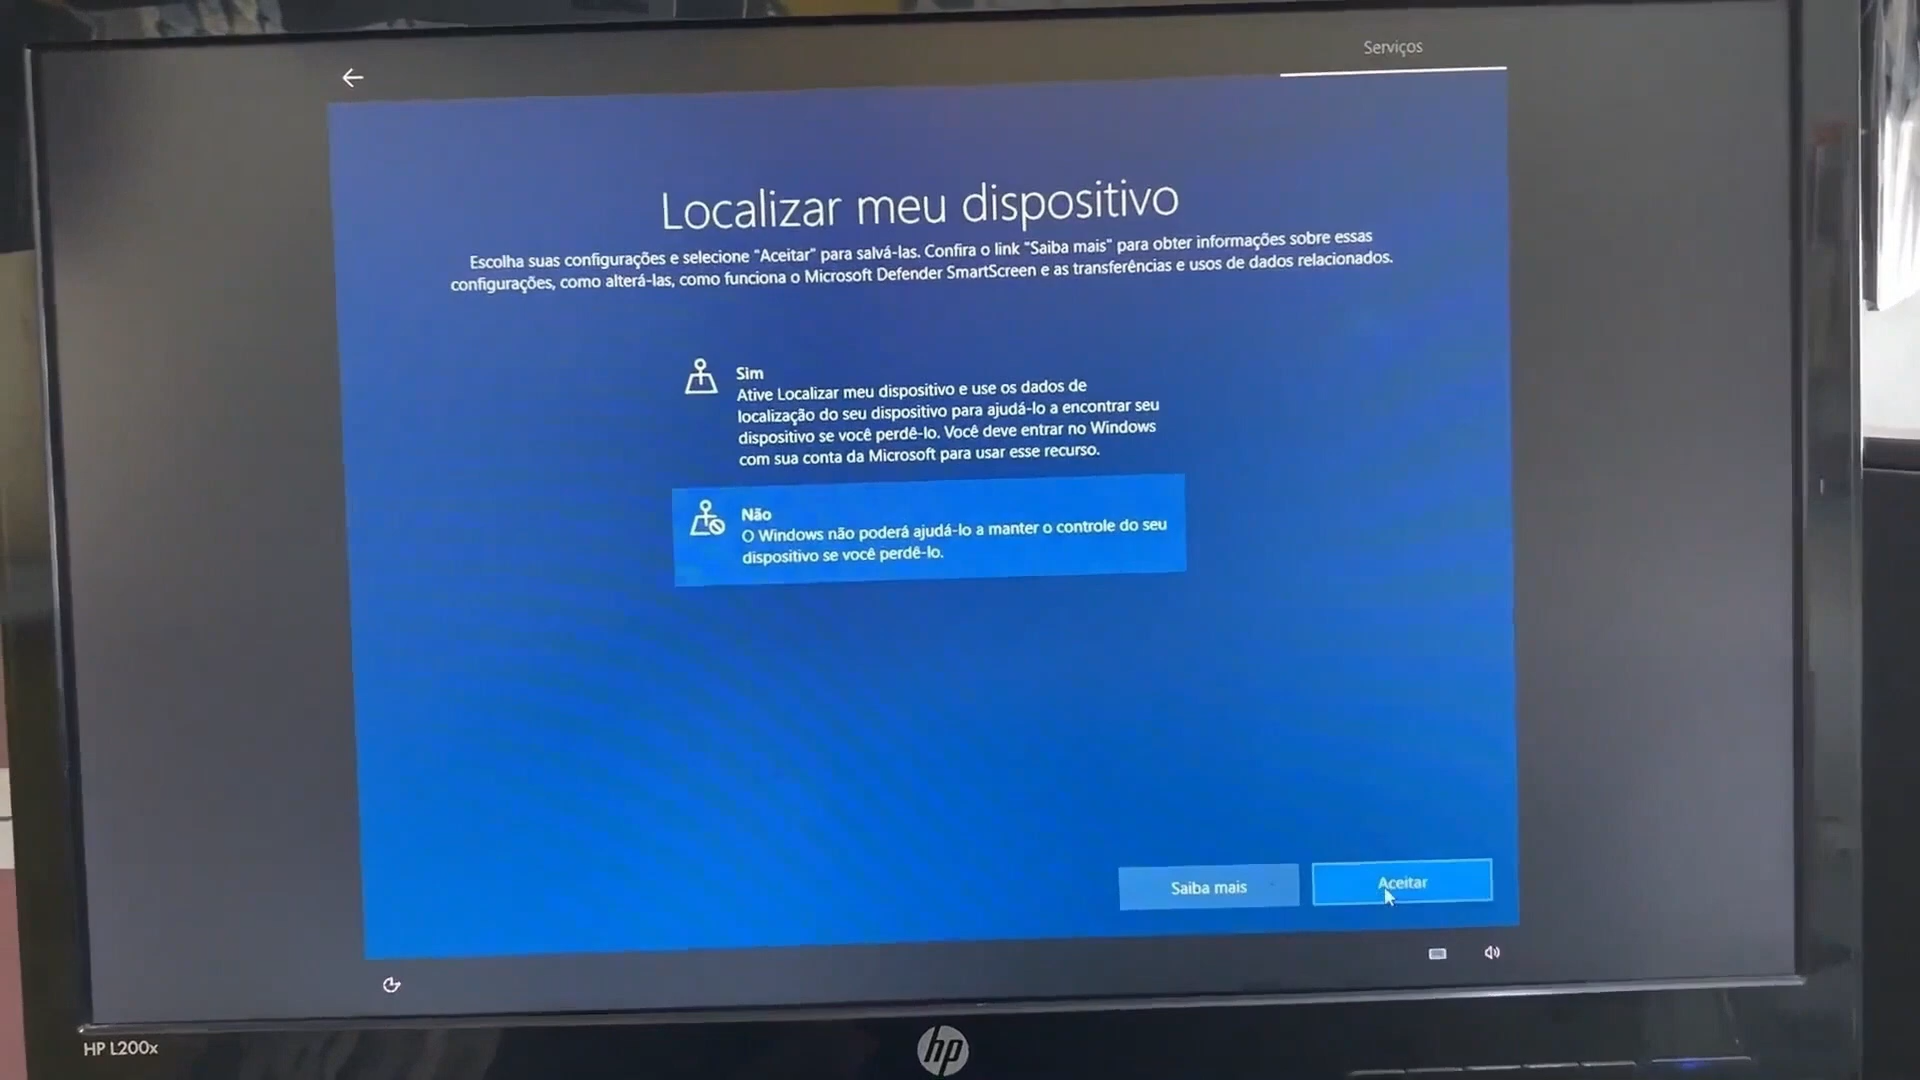 Serviços
Localizar meu dispositivo
Escolha suas configurações e selecione "Aceitar" para salvá-las. Confira o link "Saiba mais" para obter informações sobre essas
configurações, como alterá-las, como funciona o Microsoft Defender SmartScreen e as transferências e usos de dados relacionados.
Sim
Ative Localizar meu dispositivo e use os dados de
localização do seu dispositivo para ajudá-lo a encontrar seu
dispositivo se você perdê-lo. Você deve entrar no Windows
com sua conta da Microsoft para usar esse recurso.
Não
O Windows não poderá ajudá-lo a manter o controle do seu
dispositivo se você perdê-lo.
Saiba mais
Aceitar
HP L200x
hp